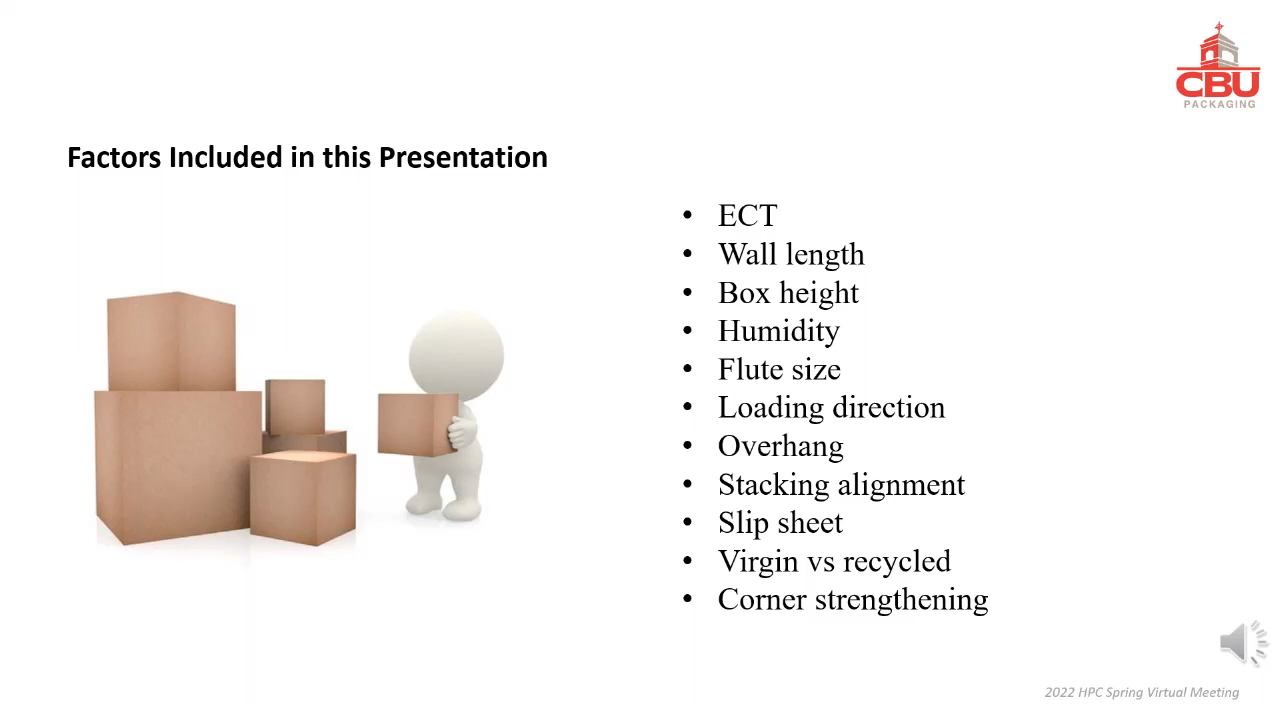 CBU
PACKAGING
Factors Included in this Presentation
• ECT
• Wall length
• Box height
• Humidity
• Flute size
• Loading direction
• Overhang
• Stacking alignment
• Slip sheet
• Virgin vs recycled
• Corner strengthening
2022 HPC Spring Virtual Meeting